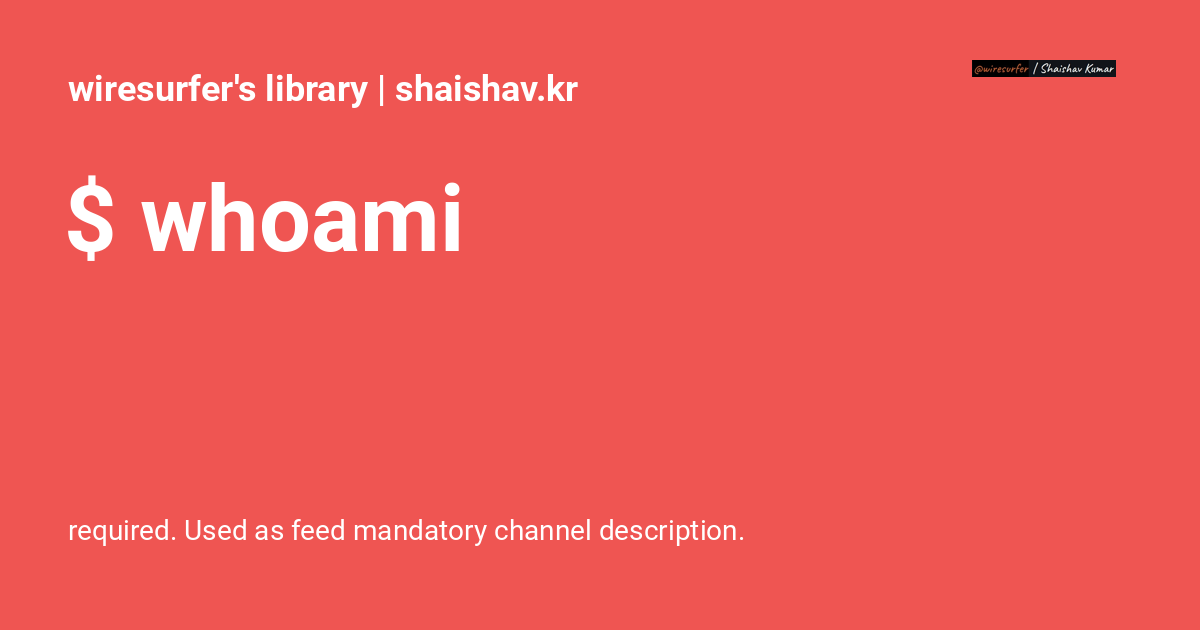 wiresurfer's library | shaishav.kr
@wiresurfer | Shaishav Kumar
$ whoami
required. Used as feed mandatory channel description.